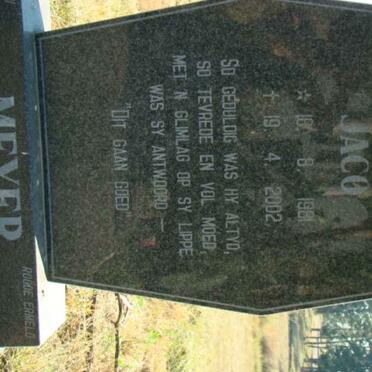 JACO
☆ 18 8 1981
✝ 19 4 2002
SO GEDULDIG WAS HY ALTYD,
SO TEVREDE EN VOL MOED,
MET 'N GLIMLAG OP SY LIPPE
WAS SY ANTWOORD —
"DIT GAAN GOED"
MEYER